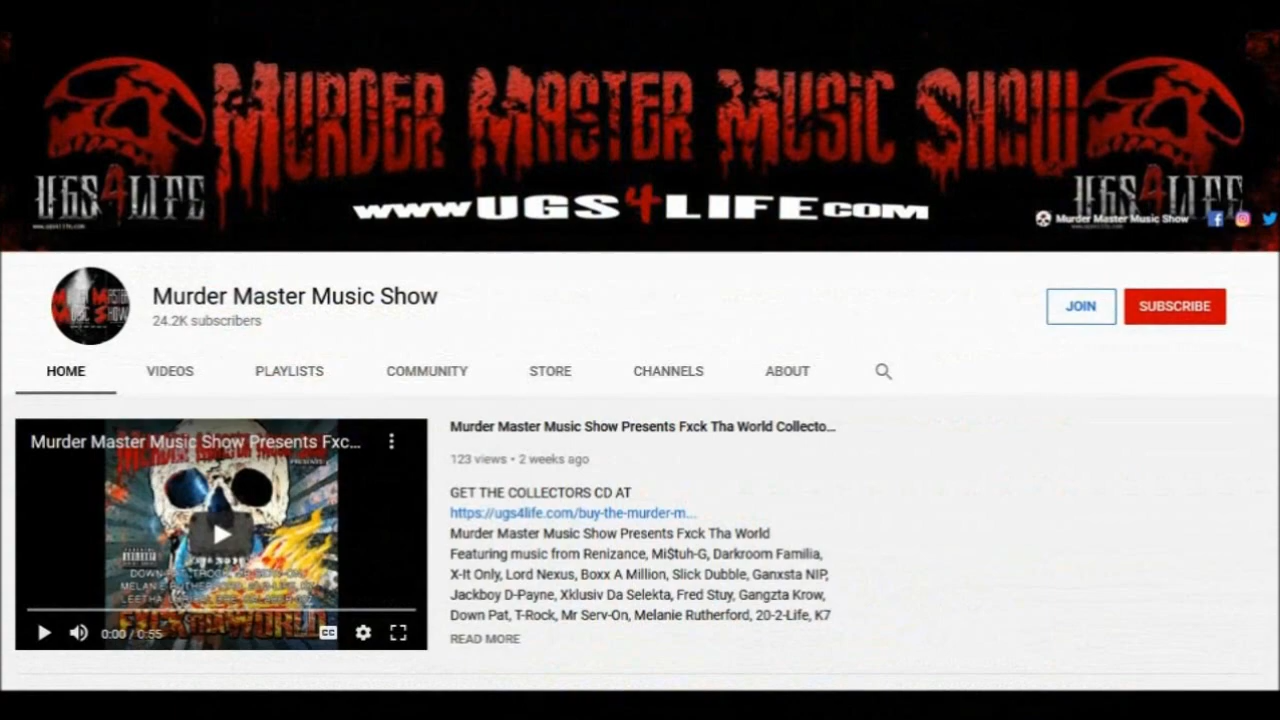 MURDER MASTER MUSIC SHOW
UGS4LIFE
UGS4LIFE
www.UGS4LIFE.com
Murder Master Music Show
Murder Master Music Show
24.2K subscribers
JOIN
SUBSCRIBE
HOME
VIDEOS
PLAYLISTS
COMMUNITY
STORE
CHANNELS
ABOUT
Murder Master Music Show Presents Fxc...
0:00 / 0:55
CC
Murder Master Music Show Presents Fxck Tha World Collecto...
123 views • 2 weeks ago
GET THE COLLECTORS CD AT
https://ugs4life.com/buy-the-murder-m...
Murder Master Music Show Presents Fxck Tha World
Featuring music from Renizance, Mi$tuh-G, Darkroom Familia,
X-It Only, Lord Nexus, Boxx A Million, Slick Dubble, Ganxsta NIP,
Jackboy D-Payne, Xklusiv Da Selekta, Fred Stuy, Gangzta Krow,
Down Pat, T-Rock, Mr Serv-On, Melanie Rutherford, 20-2-Life, K7
READ MORE